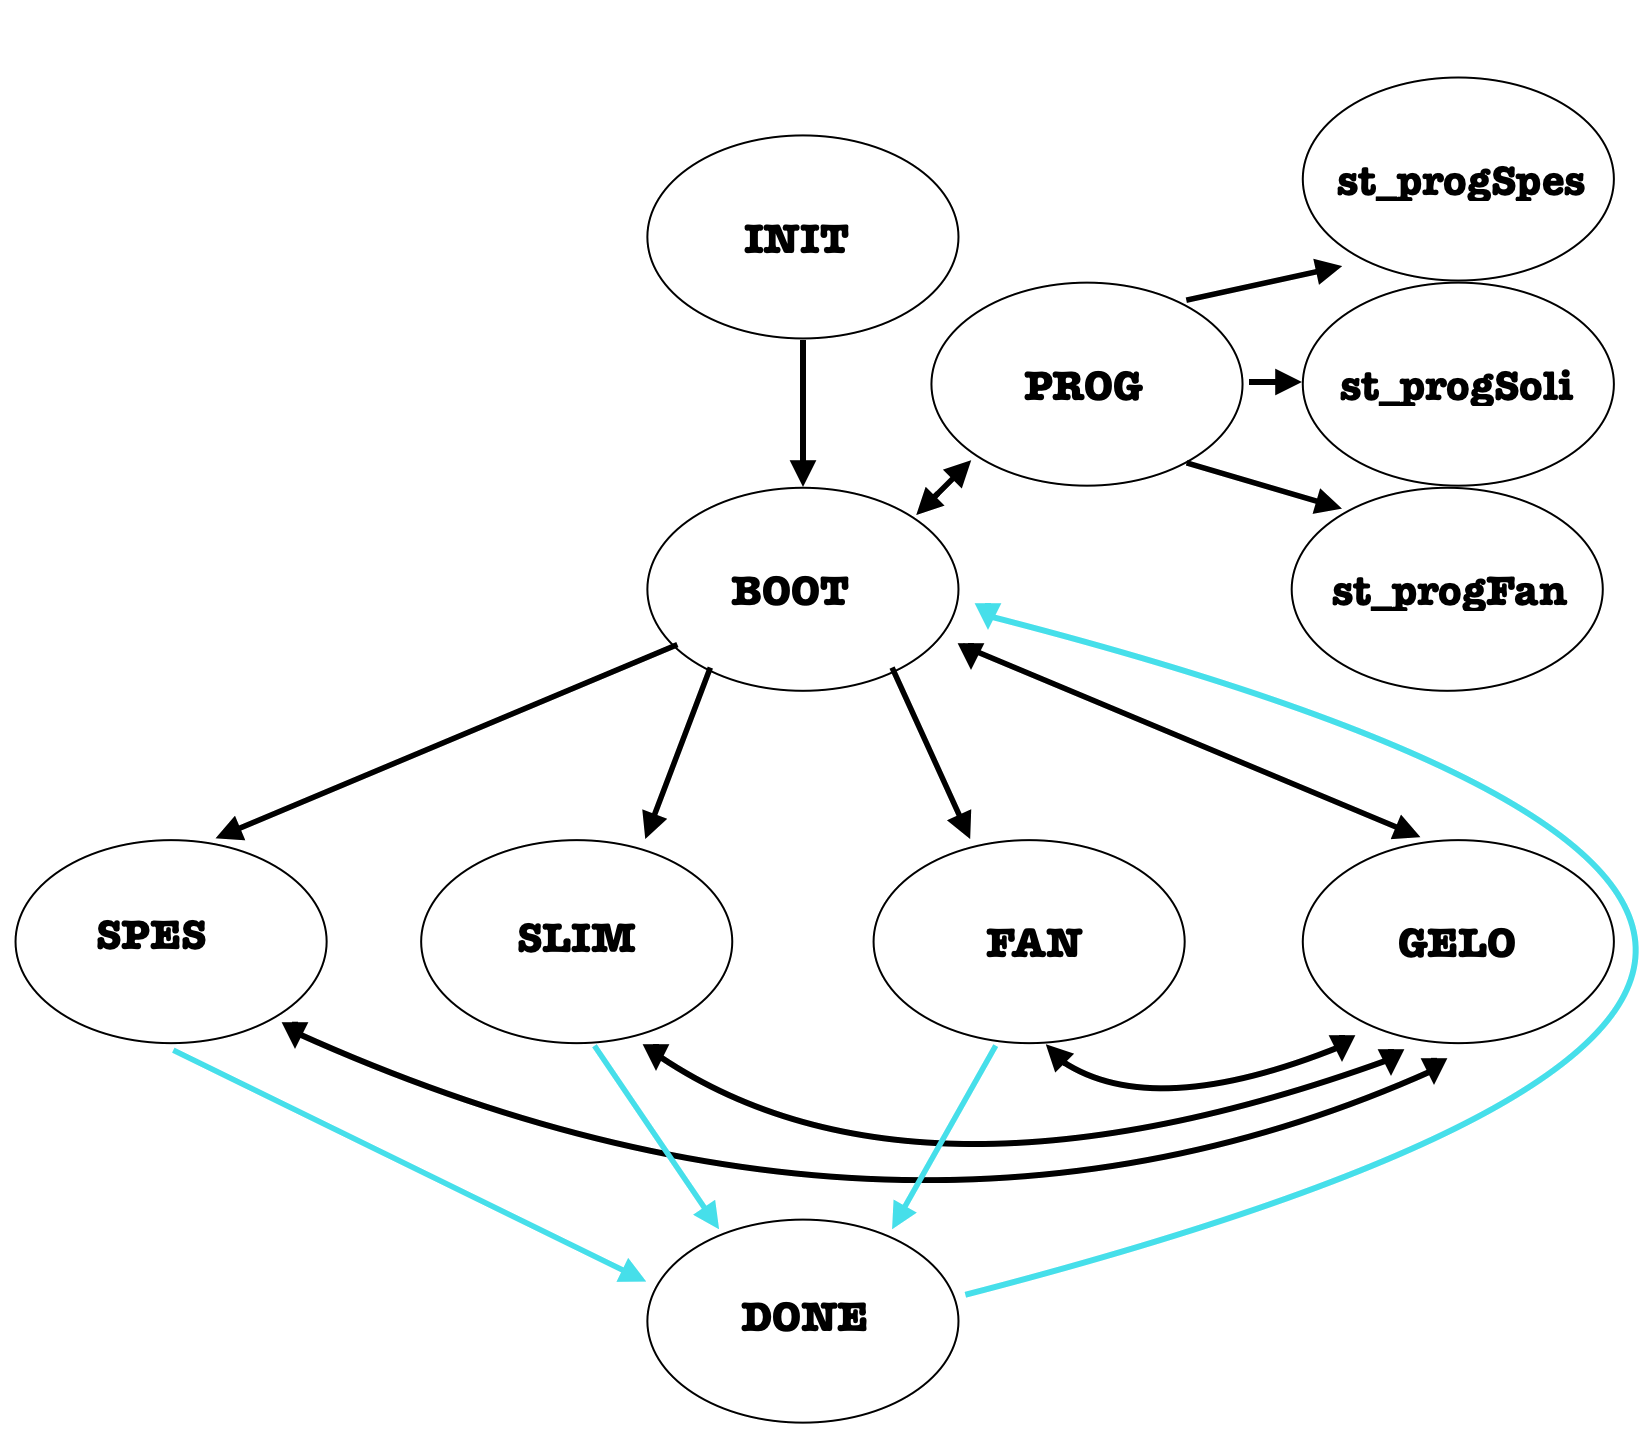 st_progSpes
INIT
PROG
st_progSoli
BOOT
st_progFan
SPES
SLIM
FAN
GELO
DONE